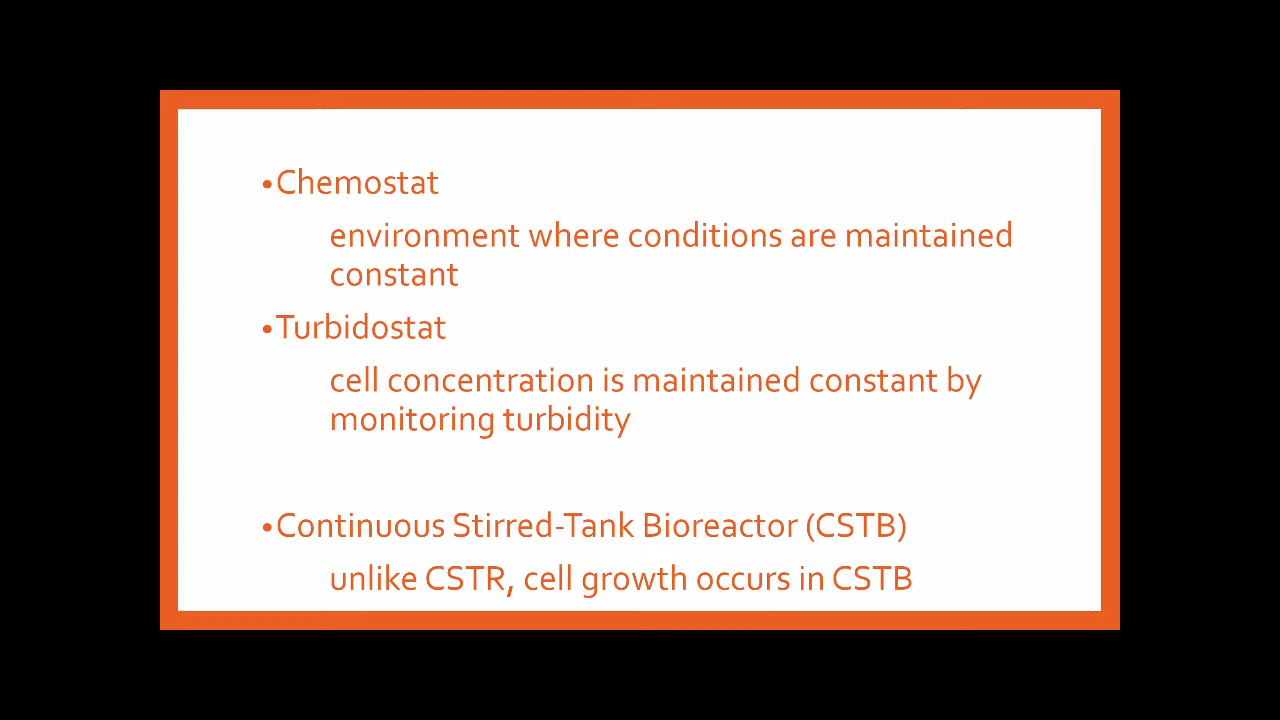 •Chemostat
environment where conditions are maintained
constant
•Turbidostat
cell concentration is maintained constant by
monitoring turbidity
•Continuous Stirred-Tank Bioreactor (CSTB)
unlike CSTR, cell growth occurs in CSTB